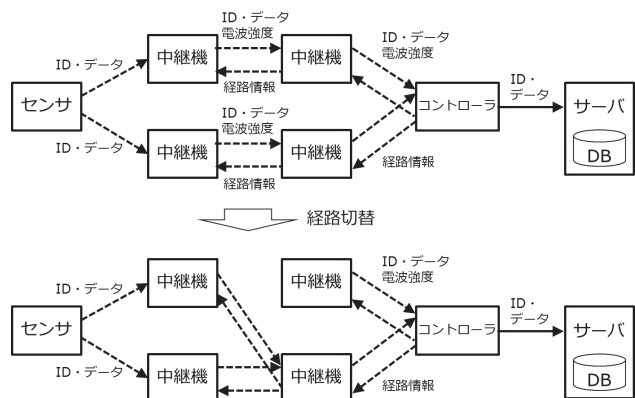 ID・データ
電波強度
ID・データ
電波強度
ID・データ
中継機
中継機
経路情報
ID・
データ
センサ
コントローラ
サーバ
DB
ID・データ
電波強度
ID・データ
中継機
中継機
経路情報
経路情報
経路切替
ID・データ
電波強度
ID・データ
中継機
中継機
ID・
データ
センサ
コントローラ
サーバ
DB
ID・データ
中継機
中継機
経路情報